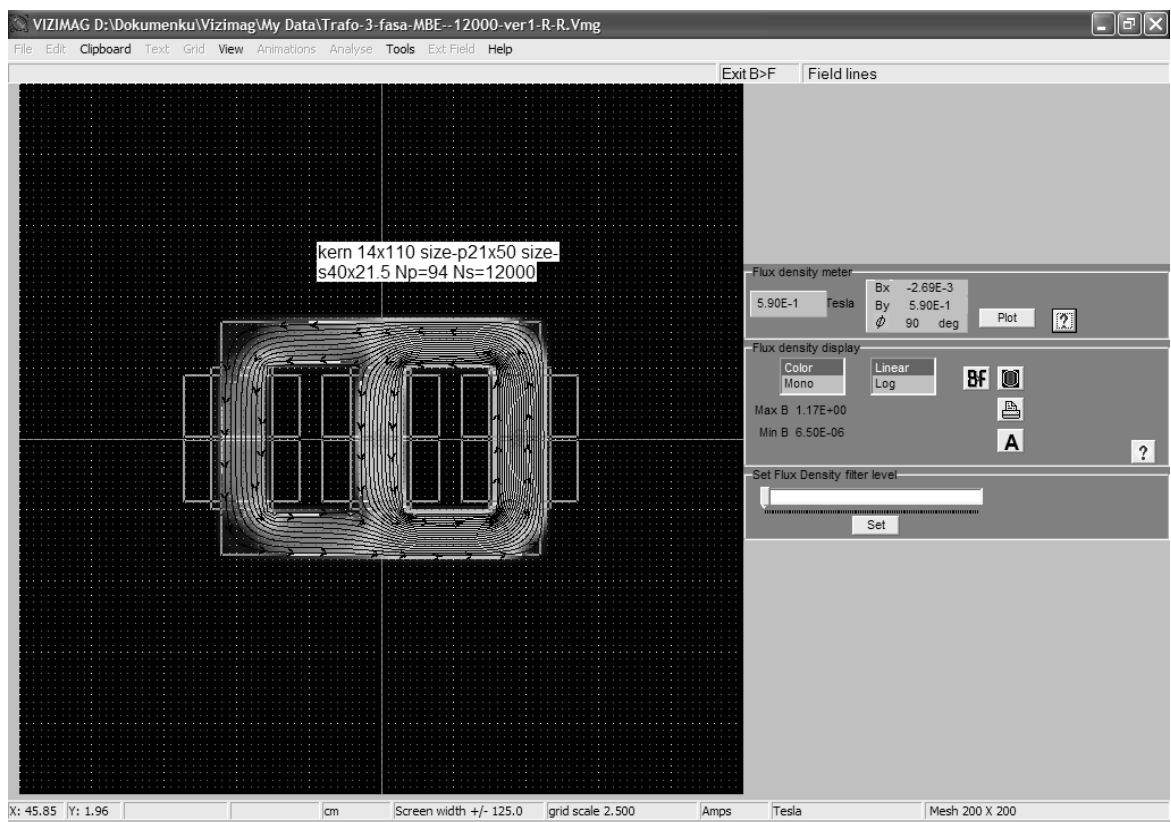 VIZIMAG D:\Dokumenku\Vizimag\My Data\Trafo-3-fasa-MBE--12000-ver1-R-R.Vmg
File Edit Clipboard Text Grid View Animations Analyse Tools Ext Field Help
Exit B>F Field lines
kern 14x110 size-p21x50 size-
s40x21.5 Np=94 Ns=12000
Flux density meter
5.90E-1 Tesla
Bx -2.69E-3
By 5.90E-1
ϕ 90 deg
Plot
?
Flux density display
Color
Mono
Linear
Log
BF
Max B 1.17E+00
Min B 6.50E-06
A
?
Set Flux Density filter level
Set
X: 45.85 Y: 1.96 cm Screen width +/- 125.0 grid scale 2.500 Amps Tesla Mesh 200 X 200